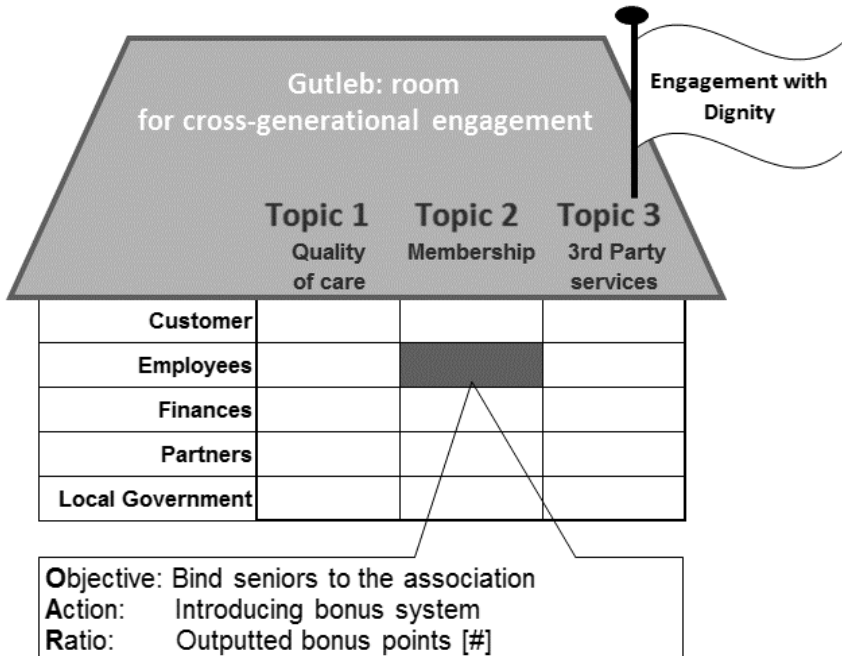 Gutleb: room
for cross-generational engagement
Engagement with
Dignity
Topic 1 Topic 2 Topic 3
Quality
of care
Membership
3rd Party
services
Customer
Employees
Finances
Partners
Local Government
Objective: Bind seniors to the association
Action: Introducing bonus system
Ratio: Outputted bonus points [#]